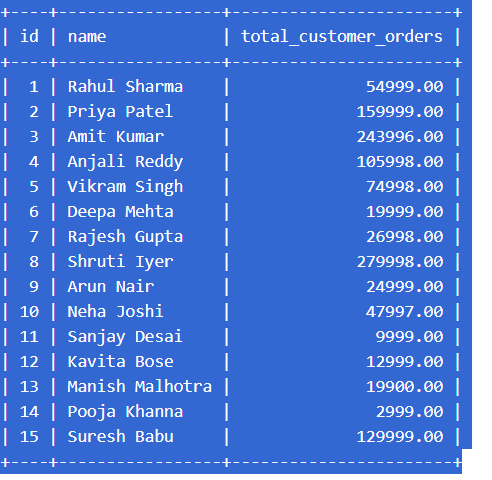 +----+-----------------+-----------------------+
| id | name            | total_customer_orders |
+----+-----------------+-----------------------+
|  1 | Rahul Sharma    |              54999.00 |
|  2 | Priya Patel     |             159999.00 |
|  3 | Amit Kumar      |             243996.00 |
|  4 | Anjali Reddy    |             105998.00 |
|  5 | Vikram Singh    |              74998.00 |
|  6 | Deepa Mehta     |              19999.00 |
|  7 | Rajesh Gupta    |              26998.00 |
|  8 | Shruti Iyer     |             279998.00 |
|  9 | Arun Nair       |              24999.00 |
| 10 | Neha Joshi      |              47997.00 |
| 11 | Sanjay Desai    |               9999.00 |
| 12 | Kavita Bose     |              12999.00 |
| 13 | Manish Malhotra |              19900.00 |
| 14 | Pooja Khanna    |               2999.00 |
| 15 | Suresh Babu     |             129999.00 |
+----+-----------------+-----------------------+